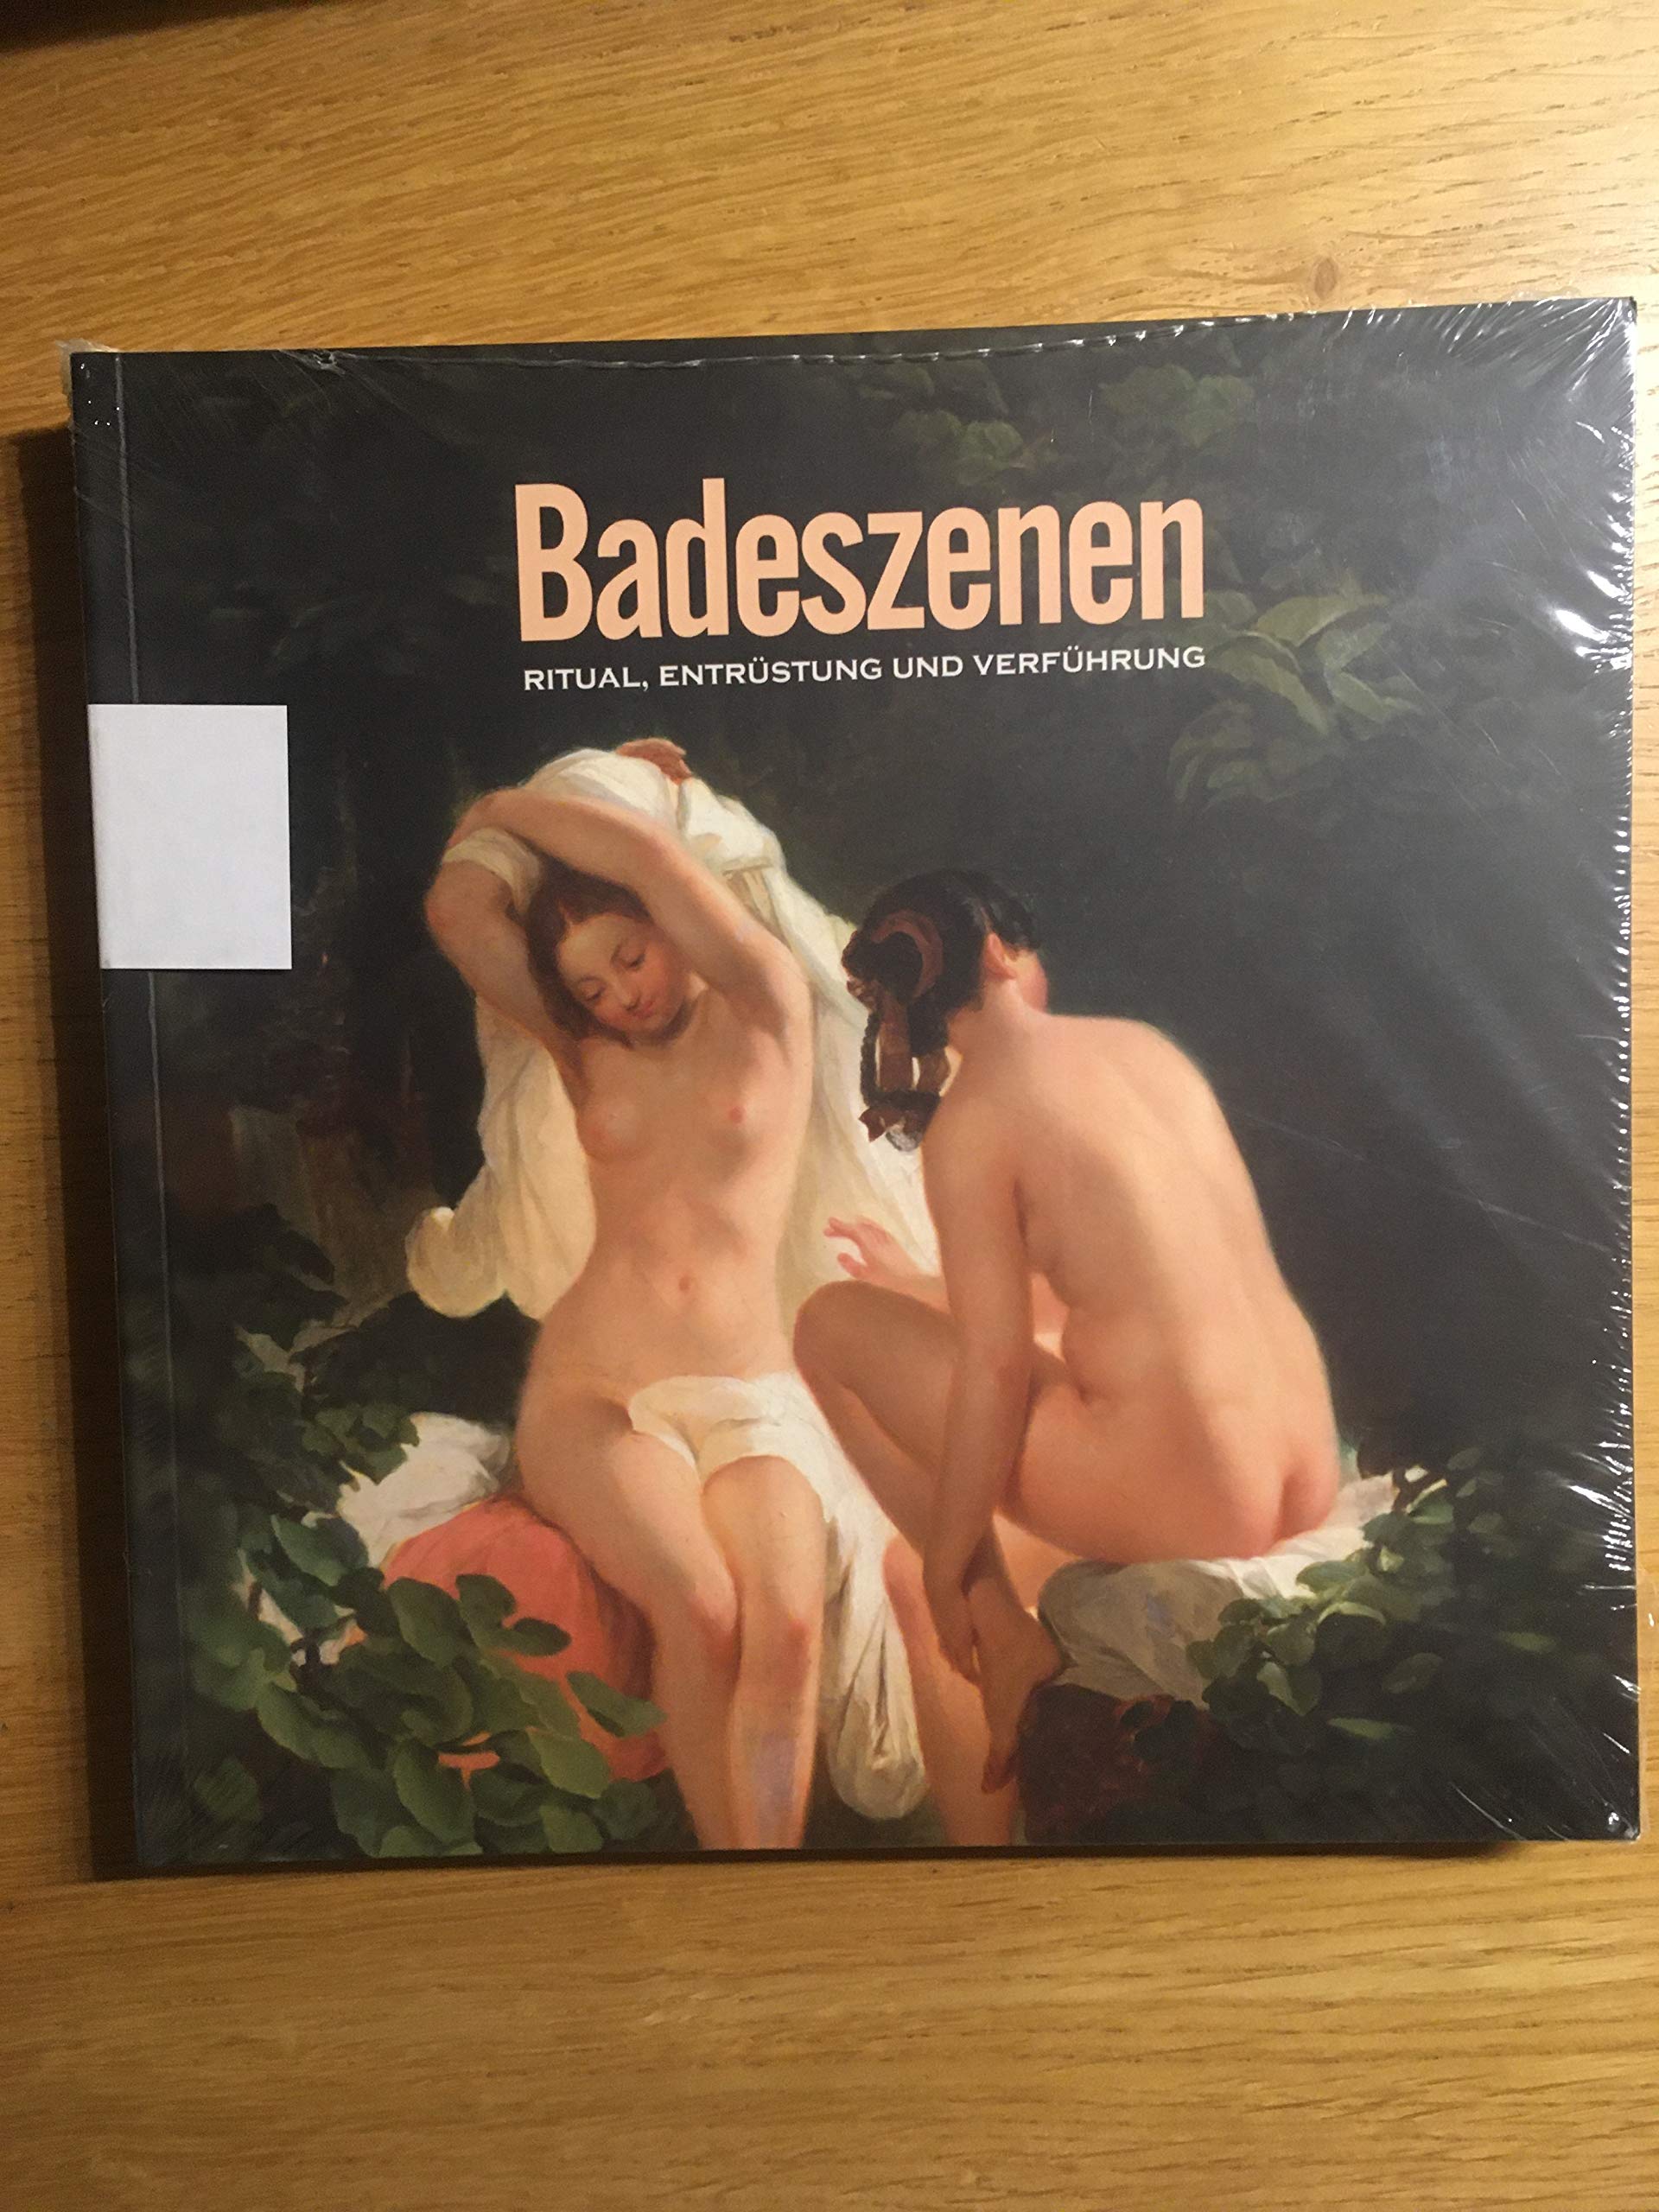 Badeszenen
RITUAL, ENTRÜSTUNG UND VERFÜHRUNG